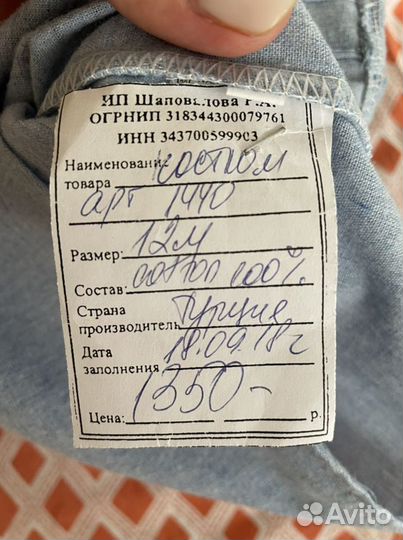 ИП Шаповалова Г.А.
ОГРНИП 318344300079761
ИНН 343700599903
Наименование товара костюм
арт 1440
Размер: 12м
Состав: cotton 100%
Страна производитель Турция
Дата заполнения 18.09.18г
Цена: 1350- р.
Avito